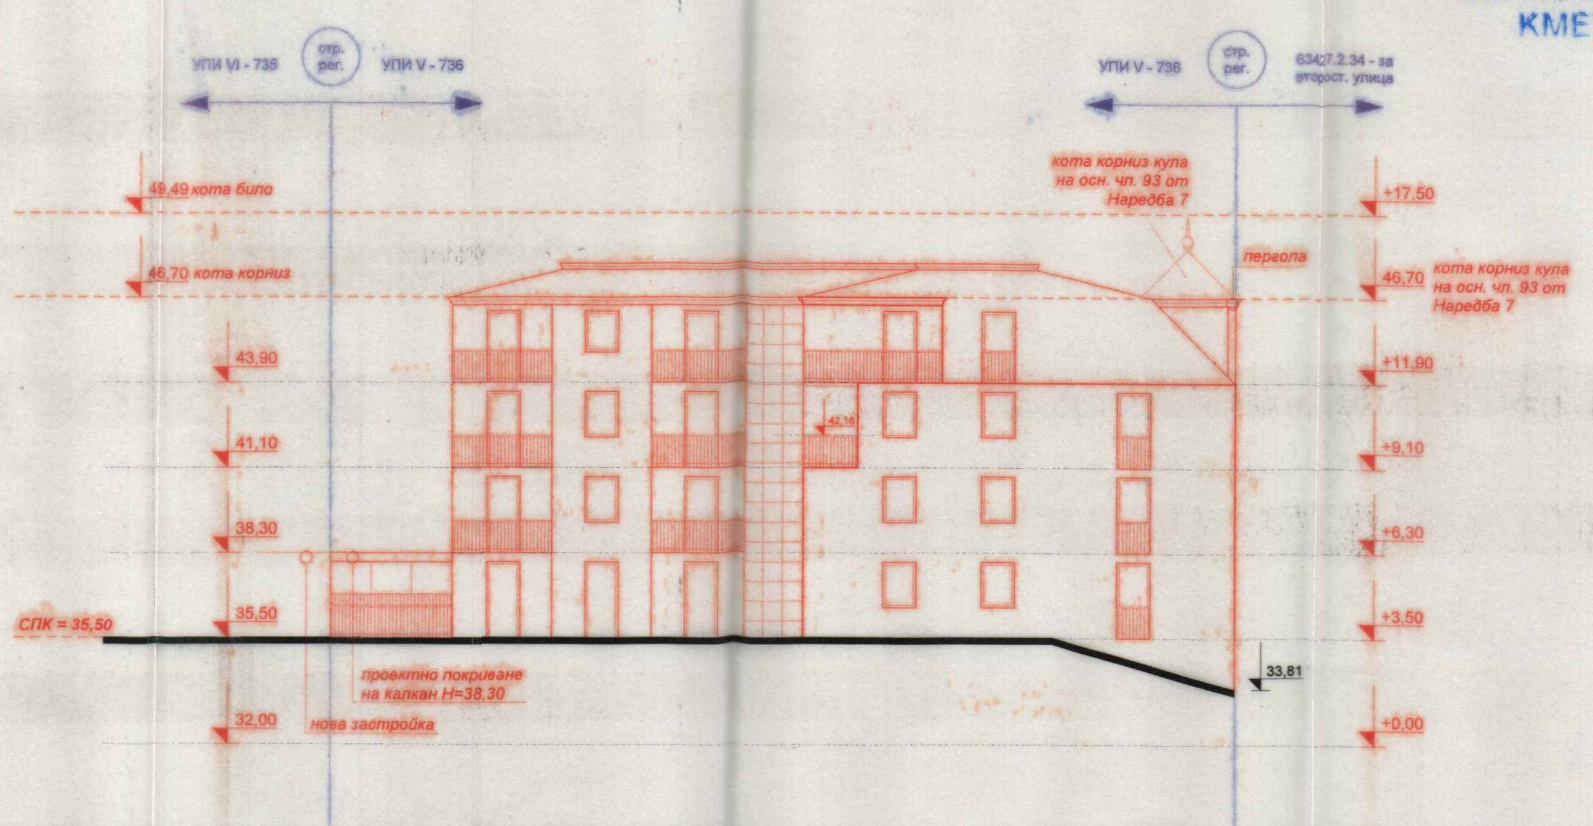 КМЕ
УПИ VI - 735
стр.
рег.
УПИ V - 736
УПИ V - 736
стр.
рег.
63427.2.34 - за
второст. улица
кота корниз кула
на осн. чл. 93 от
Наредба 7
49,49 кота било
+17,50
пергола
46,70 кота корниз
46,70
кота корниз кула
на осн. чл. 93 от
Наредба 7
43,90
+11,90
42,16
41,10
+9,10
38,30
+6,30
35,50
СПК = 35,50
+3,50
33,81
проектно покриване
на калкан H=38,30
32,00
нова застройка
+0,00